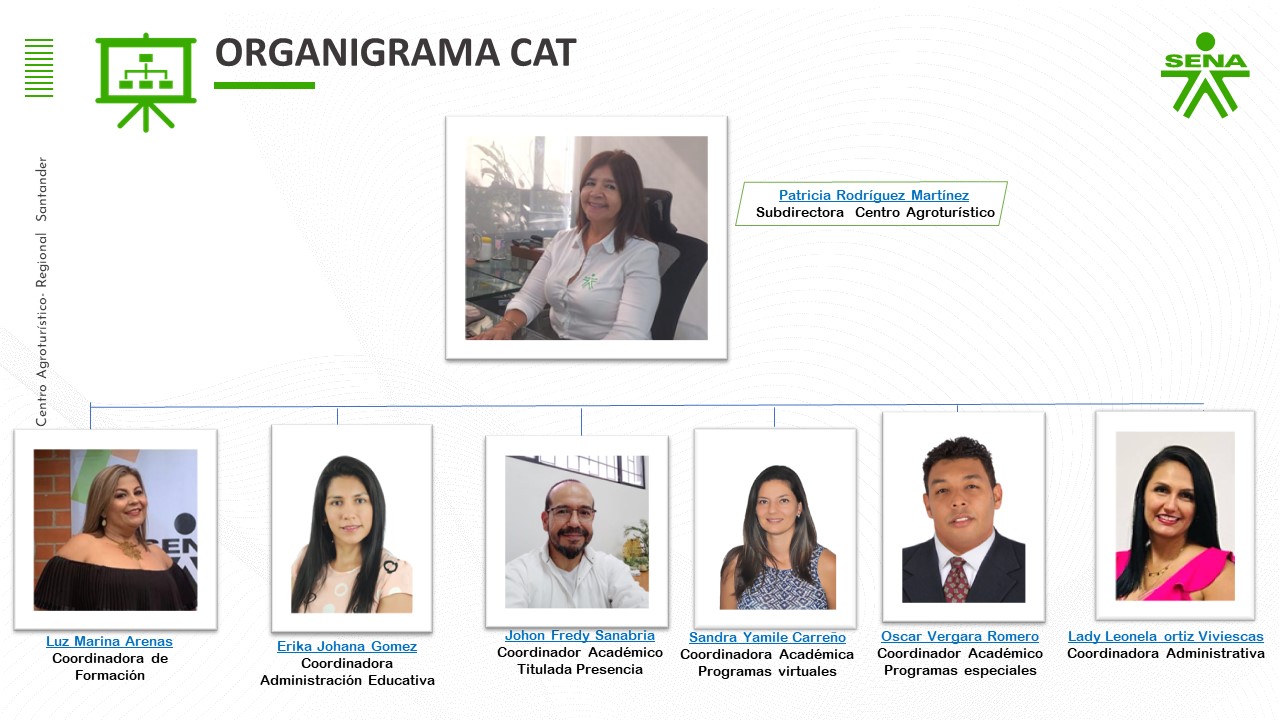 ORGANIGRAMA CAT
SENA
Centro Agroturístico- Regional Santander
Patricia Rodríguez Martínez
Subdirectora Centro Agroturístico
SEN
Luz Marina Arenas
Coordinadora de
Formación
Erika Johana Gomez
Coordinadora
Administración Educativa
Johon Fredy Sanabria
Coordinador Académico
Titulada Presencia
Sandra Yamile Carreño
Coordinadora Académica
Programas virtuales
Oscar Vergara Romero
Coordinador Académico
Programas especiales
Lady Leonela ortiz Viviescas
Coordinadora Administrativa